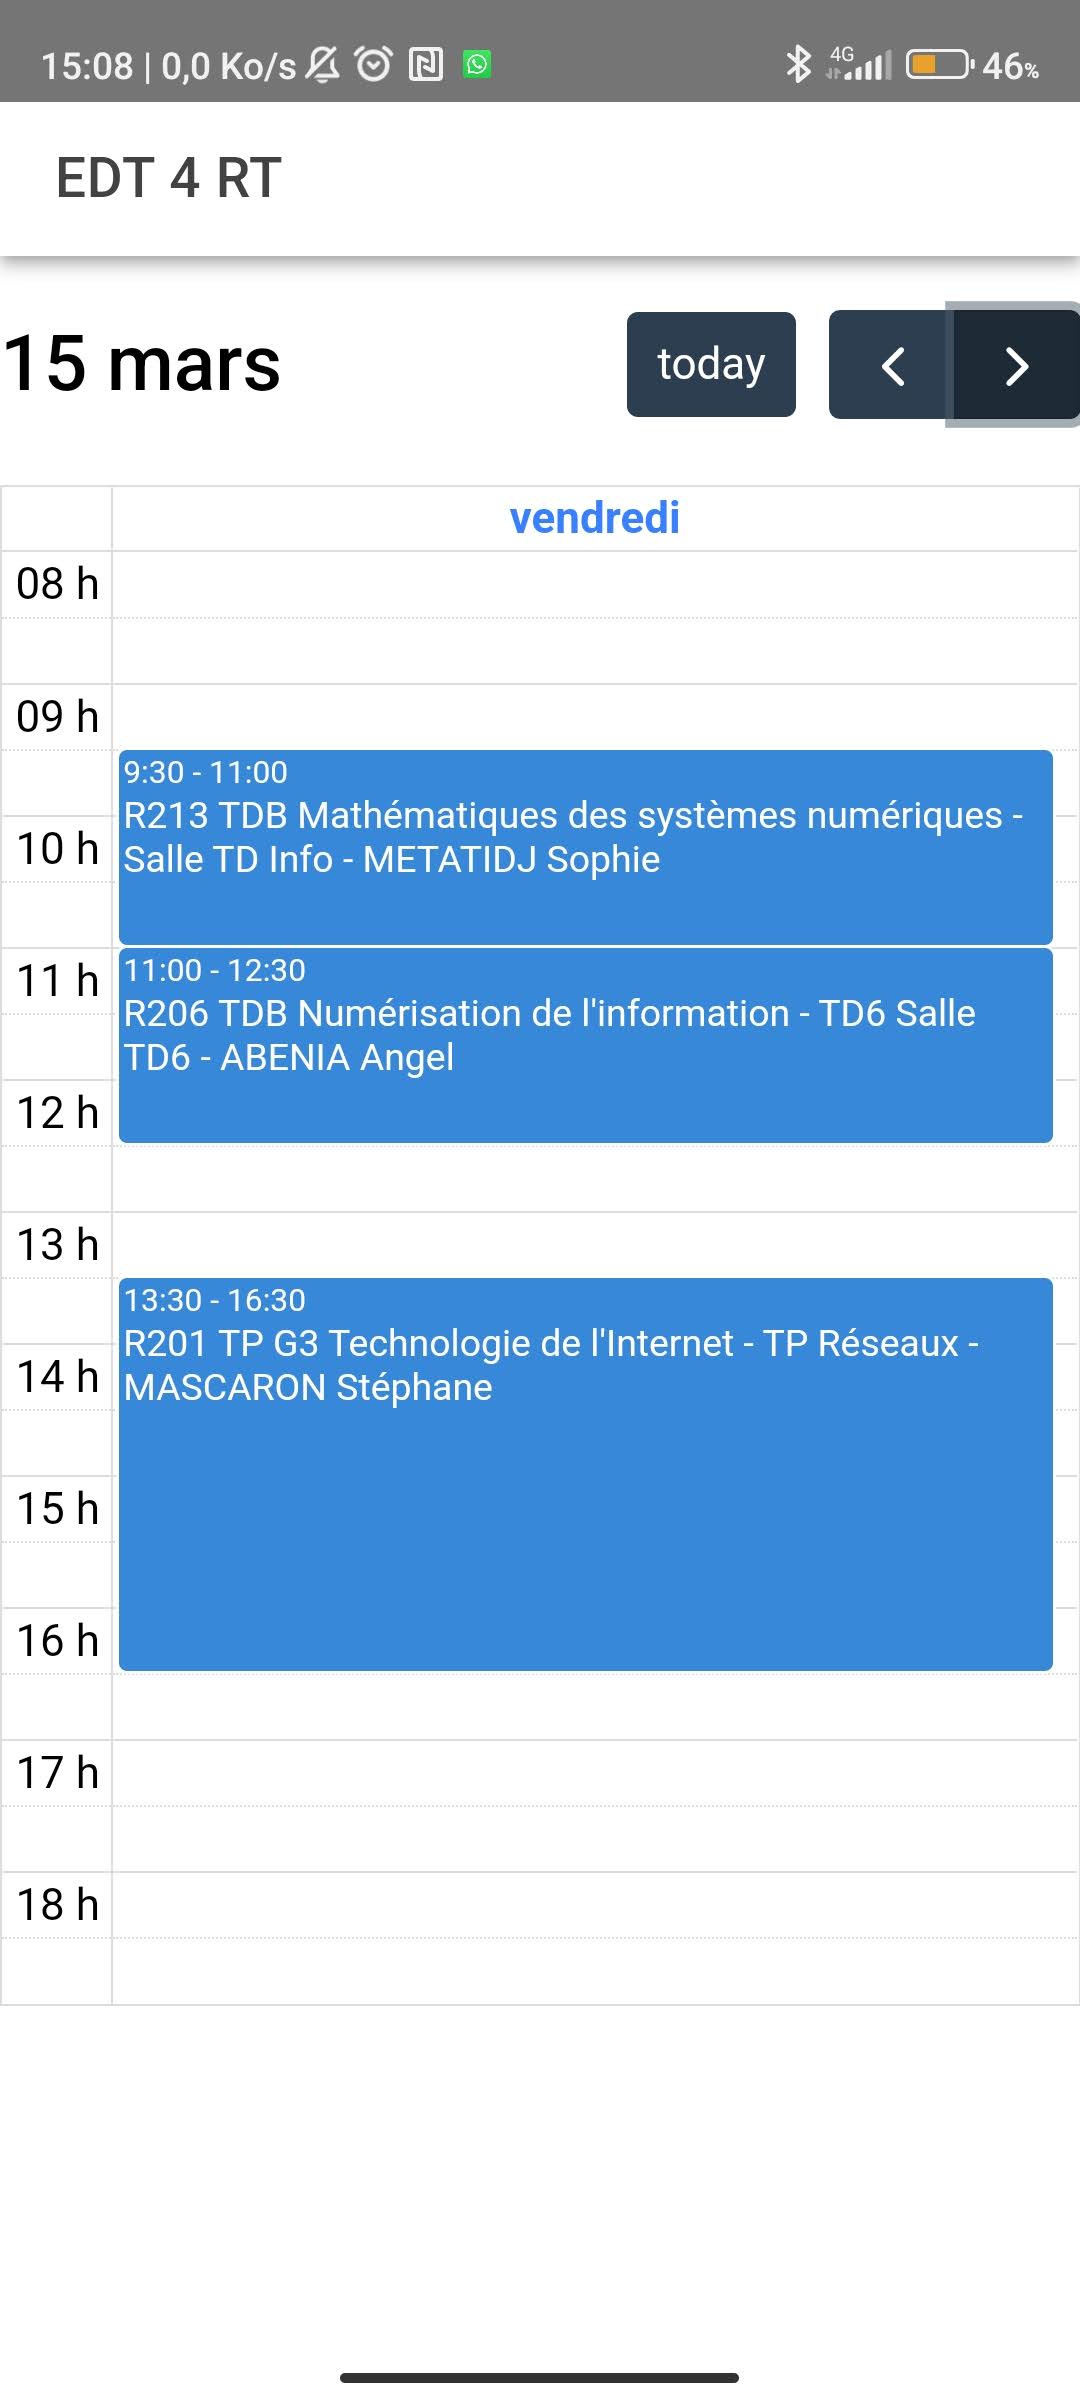 15:08 | 0,0 Ko/s 4G 46%
EDT 4 RT
15 mars
today
vendredi
08 h
09 h
9:30 - 11:00
R213 TDB Mathématiques des systèmes numériques -
Salle TD Info - METATIDJ Sophie
10 h
11 h
11:00 - 12:30
R206 TDB Numérisation de l'information - TD6 Salle
TD6 - ABENIA Angel
12 h
13 h
13:30 - 16:30
R201 TP G3 Technologie de l'Internet - TP Réseaux -
MASCARON Stéphane
14 h
15 h
16 h
17 h
18 h